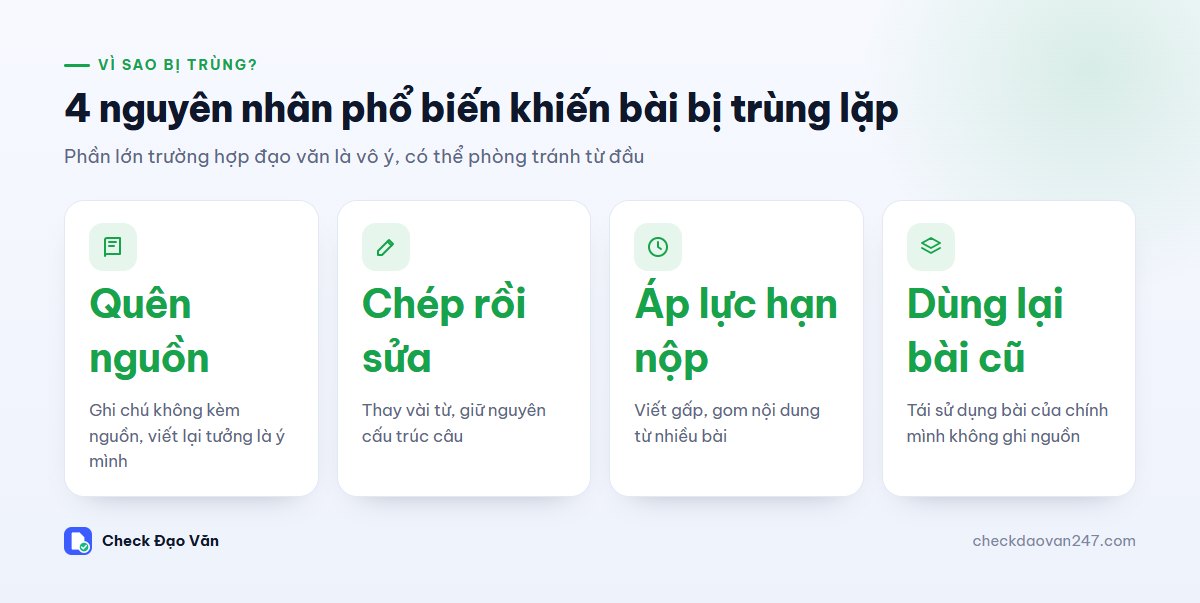 VÌ SAO BỊ TRÙNG?
4 nguyên nhân phổ biến khiến bài bị trùng lặp
Phần lớn trường hợp đạo văn là vô ý, có thể phòng tránh từ đầu
Quên
nguồn
Ghi chú không kèm
nguồn, viết lại tưởng là ý
mình
Chép rồi
sửa
Thay vài từ, giữ nguyên
cấu trúc câu
Áp lực hạn
nộp
Viết gấp, gom nội dung
từ nhiều bài
Dùng lại
bài cũ
Tái sử dụng bài của chính
mình không ghi nguồn
Check Đạo Văn
checkdaovan247.com